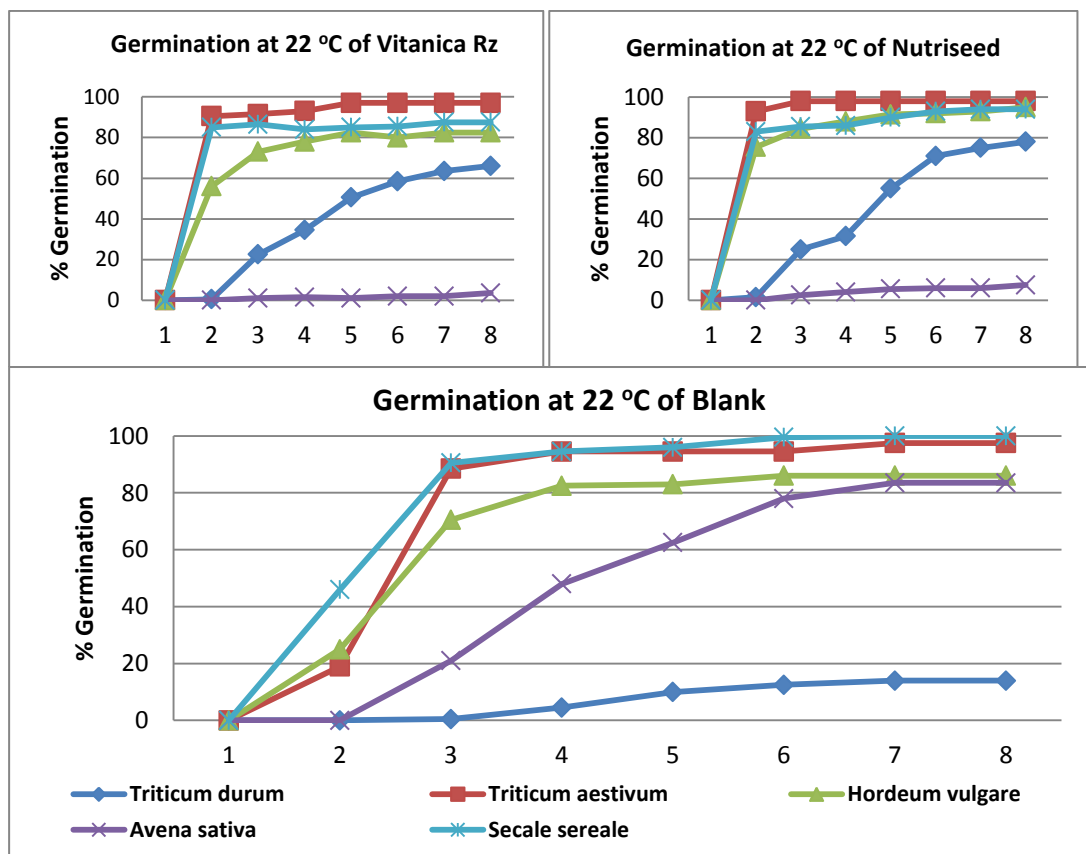 Germination at 22 °C of Vitanica Rz
% Germination
100
80
60
40
20
0
1 2 3 4 5 6 7 8
Germination at 22 °C of Nutriseed
% Germination
100
80
60
40
20
0
1 2 3 4 5 6 7 8
Germination at 22 °C of Blank
% Germination
100
80
60
40
20
0
1 2 3 4 5 6 7 8
Triticum durum Triticum aestivum Hordeum vulgare
Avena sativa Secale sereale